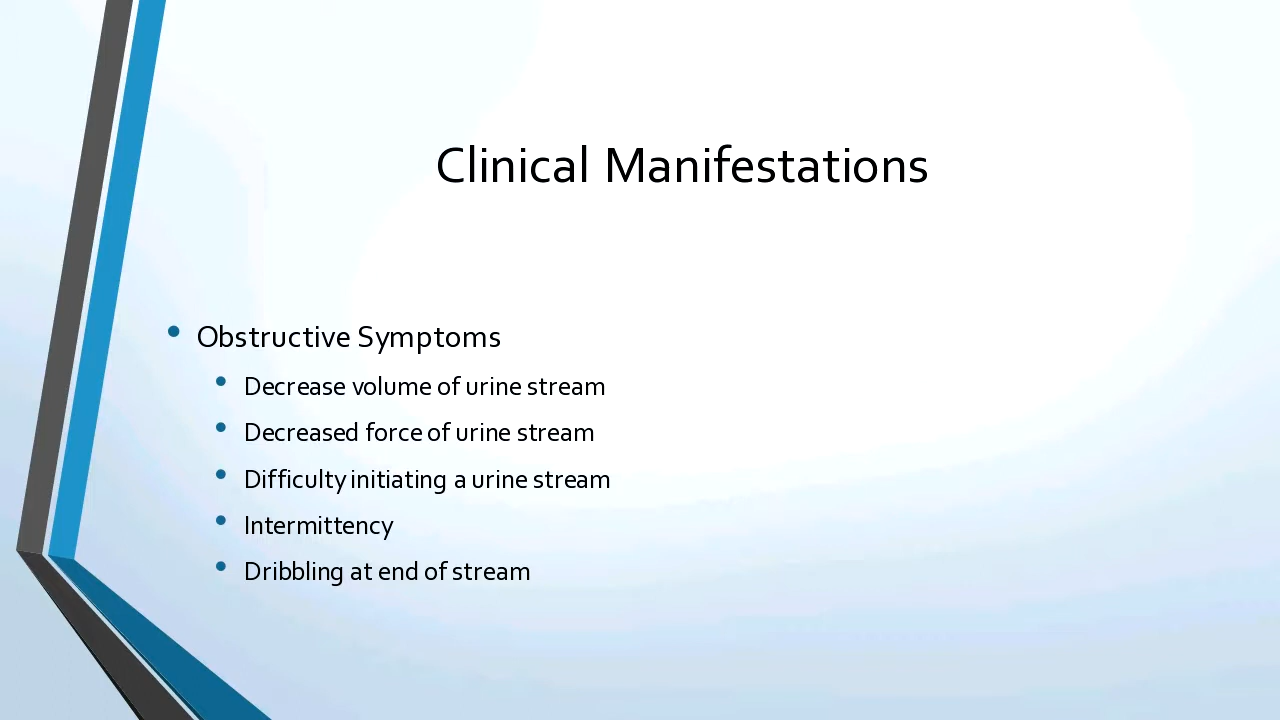 Clinical Manifestations
Obstructive Symptoms
Decrease volume of urine stream
Decreased force of urine stream
Difficulty initiating a urine stream
Intermittency
Dribbling at end of stream